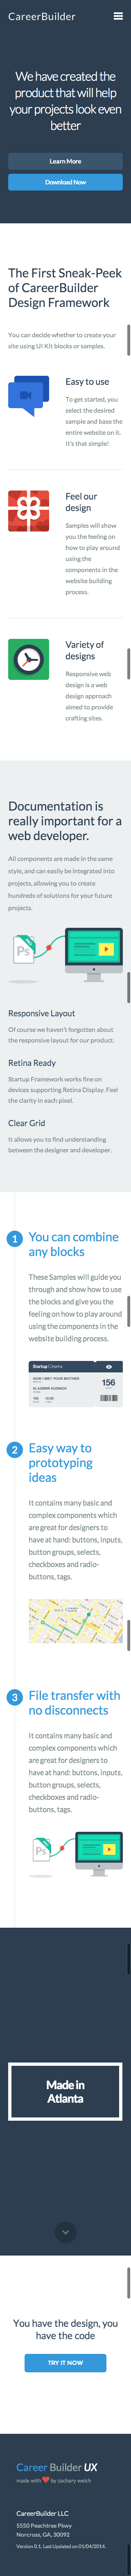 CareerBuilder
We have created the
product that will help
your projects look even
better
Learn More
Download Now
The First Sneak-Peek
of CareerBuilder
Design Framework
You can decide whether to create your
site using UI Kit blocks or samples.
Easy to use
To get started, you
select the desired
sample and base the
entire website on it.
It's that simple!
Feel our
design
Samples will show
you the feeling on
how to play around
using the
components in the
website building
process.
Variety of
designs
Responsive web
design is a web
design approach
aimed to provide
crafting sites.
Documentation is
really important for a
web developer.
All components are made in the same
style, and can easily be integrated into
projects, allowing you to create
hundreds of solutions for your future
projects.
Ps
Responsive Layout
Of course we haven't forgotten about
the responsive layout for our product.
Retina Ready
Startup Framework works fine on
devices supporting Retina Display. Feel
the clarity in each pixel.
Clear Grid
It allows you to find understanding
between the designer and developer.
1
You can combine
any blocks
These Samples will guide you
through and show how to use
the blocks and give you the
feeling on how to play around
using the components in the
website building process.
Startup Cinema
HOW I MET YOUR MOTHER
156
2
Easy way to
prototyping
ideas
It contains many basic and
complex components which
are great for designers to
have at hand: buttons, inputs,
button groups, selects,
checkboxes and radio-
buttons, tags.
3
File transfer with
no disconnects
It contains many basic and
complex components which
are great for designers to
have at hand: buttons, inputs,
button groups, selects,
checkboxes and radio-
buttons, tags.
Ps
Made in
Atlanta
You have the design, you
have the code
TRY IT NOW
Career Builder UX
made with ❤ by zachary welch
CareerBuilder LLC
5550 Peachtree Pkwy
Norcross, GA, 30092
Version 0.1. Last Updated on 01/04/2014.